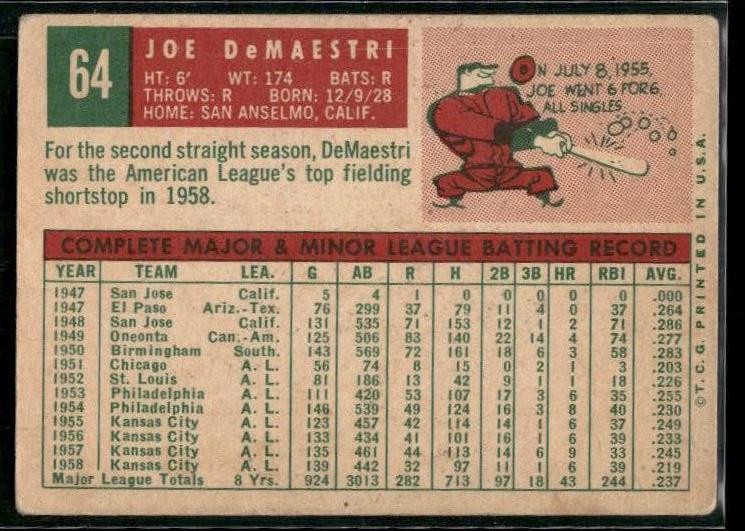 64
JOE DeMAESTRI
HT: 6' WT: 174 BATS: R
THROWS: R BORN: 12/9/28
HOME: SAN ANSELMO, CALIF.
ON JULY 8, 1955,
JOE WENT 6 FOR 6,
ALL SINGLES
For the second straight season, DeMaestri
was the American League's top fielding
shortstop in 1958.
COMPLETE MAJOR & MINOR LEAGUE BATTING RECORD
YEAR TEAM LEA. G AB R H 2B 3B HR RBI AVG.
1947 San Jose Calif. 5 4 1 0 0 0 0 0 .000
1947 El Paso Ariz.-Tex. 76 299 37 79 11 4 0 37 .264
1948 San Jose Calif. 131 535 71 153 12 1 2 71 .286
1949 Oneonta Can.-Am. 125 506 83 140 22 14 4 74 .277
1950 Birmingham South. 143 569 72 161 18 6 3 58 .283
1951 Chicago A. L. 56 74 8 15 0 2 1 3 .203
1952 St. Louis A. L. 81 186 13 42 9 1 1 18 .226
1953 Philadelphia A. L. 111 420 53 107 17 3 6 35 .255
1954 Philadelphia A. L. 146 539 49 124 16 3 8 40 .230
1955 Kansas City A. L. 123 457 42 114 14 1 6 37 .249
1956 Kansas City A. L. 133 434 41 101 16 1 6 39 .233
1957 Kansas City A. L. 135 461 44 113 14 6 9 33 .245
1958 Kansas City A. L. 139 442 32 97 11 1 6 39 .219
Major League Totals 8 Yrs. 924 3013 282 713 97 18 43 244 .237
©T.C.G. PRINTED IN U.S.A.